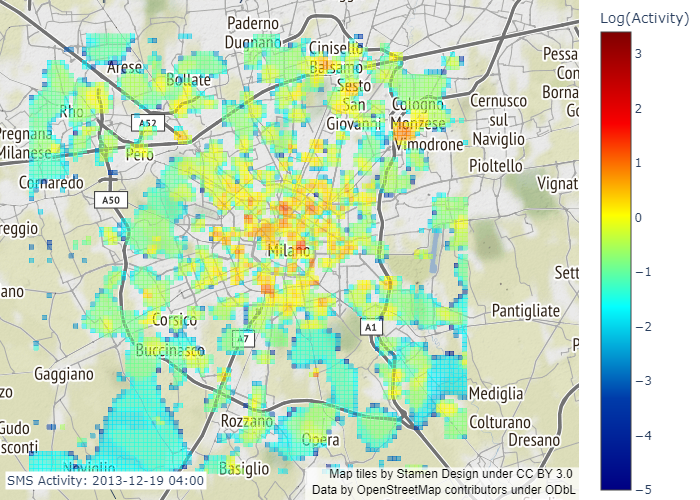 Log(Activity)
3
2
1
0
−1
−2
−3
−4
−5
Paderno
Dugnano
Cinisello
Balsamo
Pessa
Con
Borna
Go
Arese
Bollate
Sesto
San
Giovanni
Cologno
Monzese
Cernusco
sul
Naviglio
Rho
A52
Vimodrone
Pregnana
Milanese
Pero
Pioltello
Cornaredo
Vignat
A50
reggio
Milano
Sett
ano
Pantigliate
Corsico
A7
A1
Buccinasco
Gaggiano
Mediglia
Rozzano
Colturano
Gudo
sconti
Opera
Dresano
Naviglio
Basiglio
SMS Activity: 2013-12-19 04:00
Map tiles by Stamen Design under CC BY 3.0
Data by OpenStreetMap contributors under ODbL